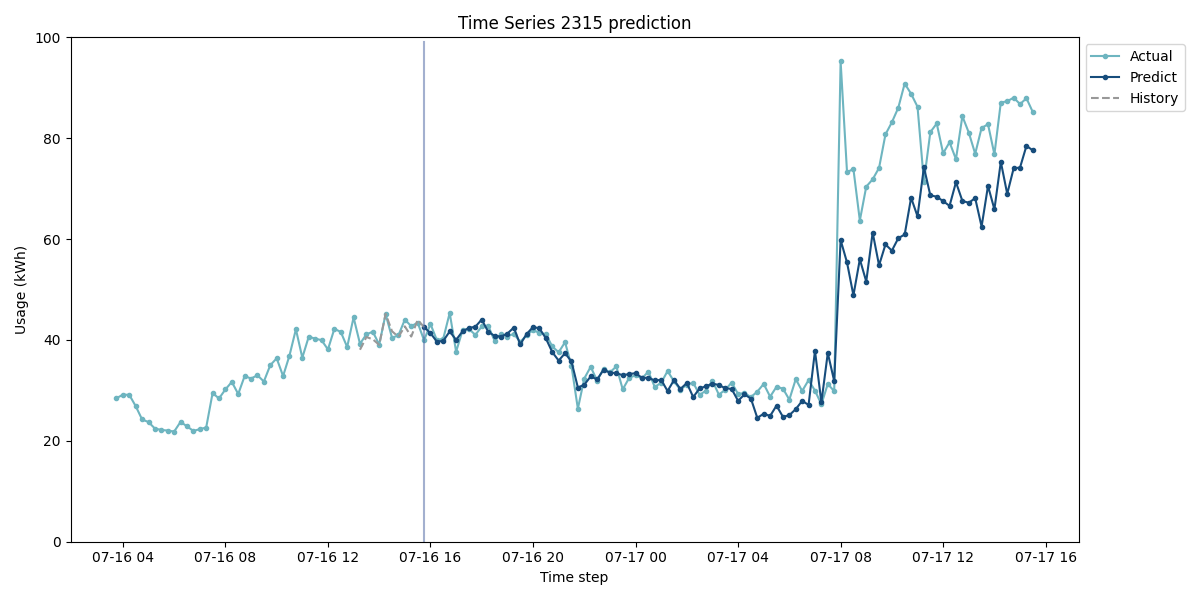 Time Series 2315 prediction
100
80
60
40
20
0
Usage (kWh)
07-16 04
07-16 08
07-16 12
07-16 16
07-16 20
07-17 00
07-17 04
07-17 08
07-17 12
07-17 16
Time step
Actual
Predict
History